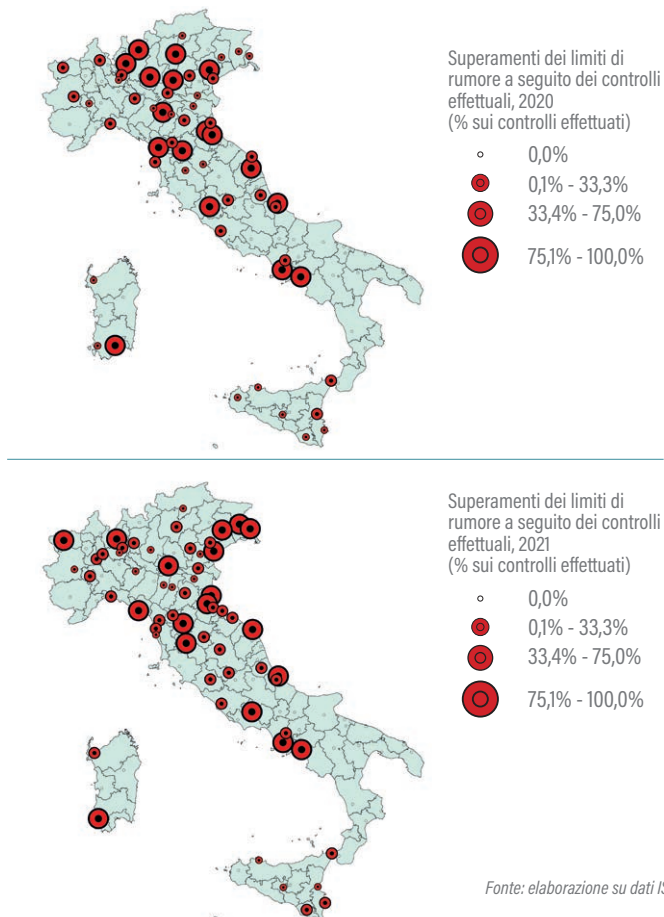 Superamenti dei limiti di
rumore a seguito dei controlli
effettuali, 2020
(% sui controlli effettuati)
0,0%
0,1% - 33,3%
33,4% - 75,0%
75,1% - 100,0%
Superamenti dei limiti di
rumore a seguito dei controlli
effettuali, 2021
(% sui controlli effettuati)
0,0%
0,1% - 33,3%
33,4% - 75,0%
75,1% - 100,0%
Fonte: elaborazione su dati